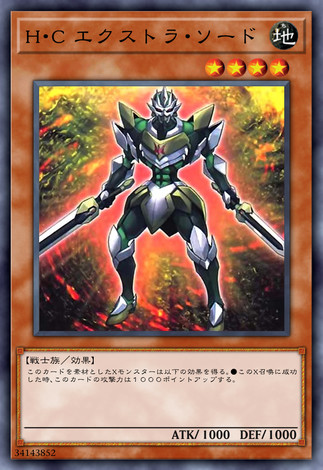 H・C エクストラ・ソード
地
【戦士族／効果】
このカードを素材としたXモンスターは以下の効果を得る。●このX召喚に成功
した時、このカードの攻撃力は１０００ポイントアップする。
ATK/ 1000 DEF/ 1000
34143852